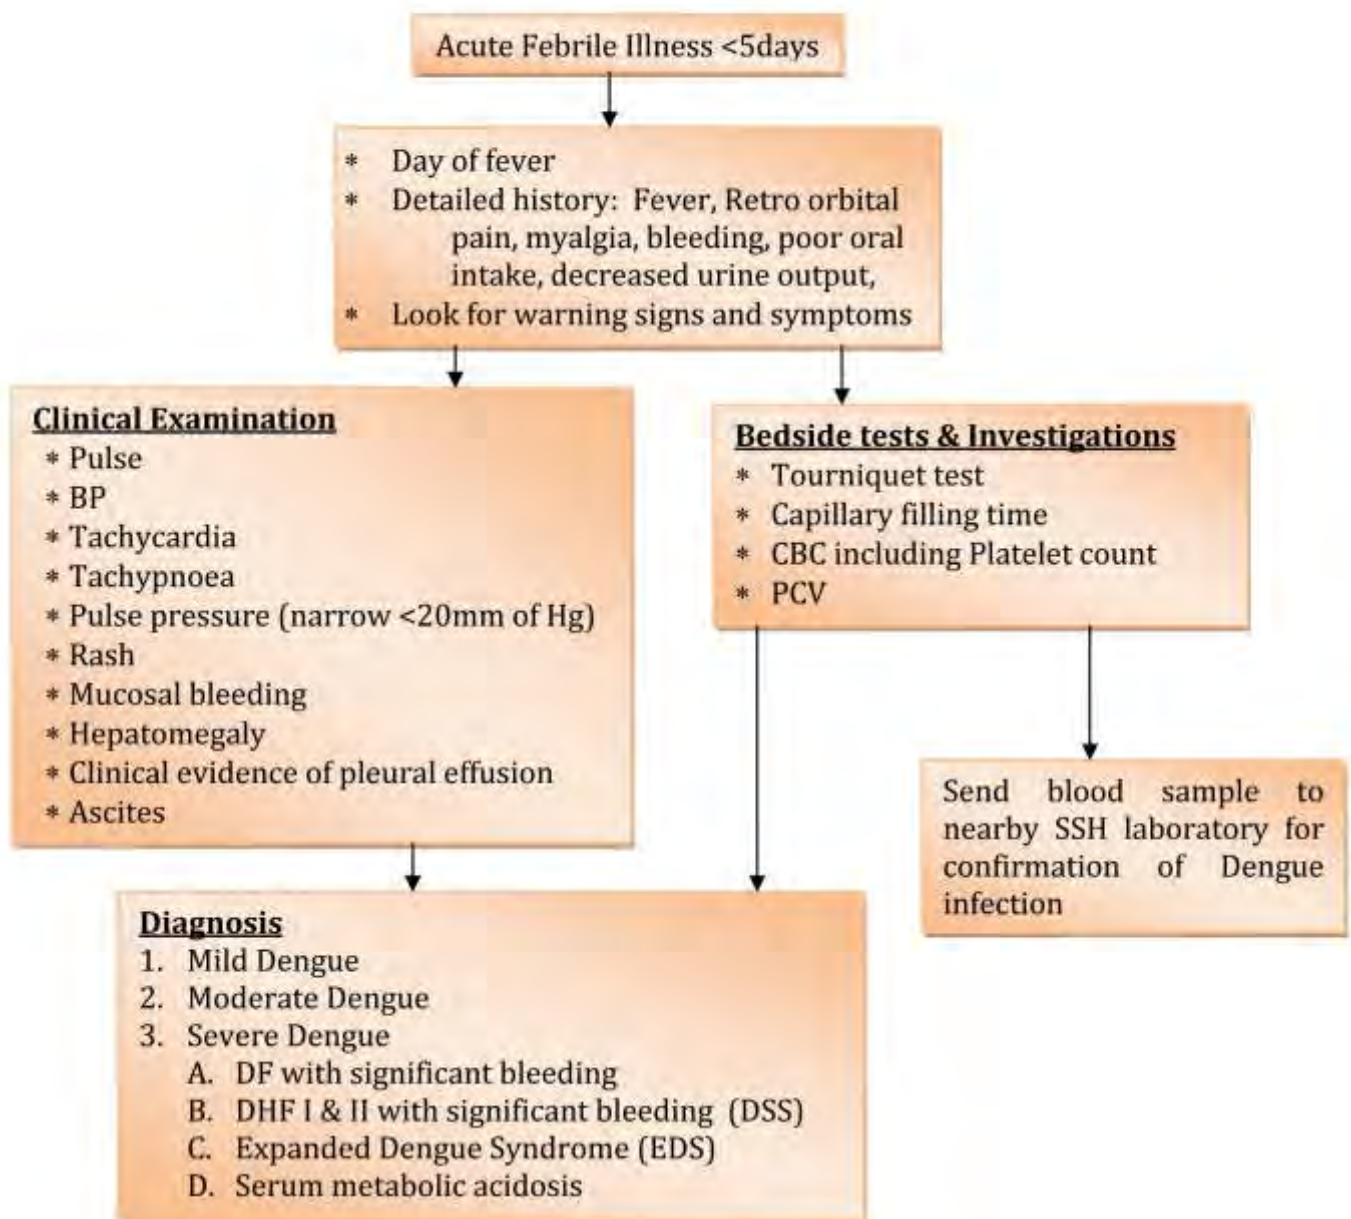 Acute Febrile Illness <5days
* Day of fever
* Detailed history: Fever, Retro orbital
pain, myalgia, bleeding, poor oral
intake, decreased urine output,
* Look for warning signs and symptoms
Clinical Examination
* Pulse
* BP
* Tachycardia
* Tachypnoea
* Pulse pressure (narrow <20mm of Hg)
* Rash
* Mucosal bleeding
* Hepatomegaly
* Clinical evidence of pleural effusion
* Ascites
Bedside tests & Investigations
* Tourniquet test
* Capillary filling time
* CBC including Platelet count
* PCV
Send blood sample to
nearby SSH laboratory for
confirmation of Dengue
infection
Diagnosis
1. Mild Dengue
2. Moderate Dengue
3. Severe Dengue
A. DF with significant bleeding
B. DHF I & II with significant bleeding (DSS)
C. Expanded Dengue Syndrome (EDS)
D. Serum metabolic acidosis